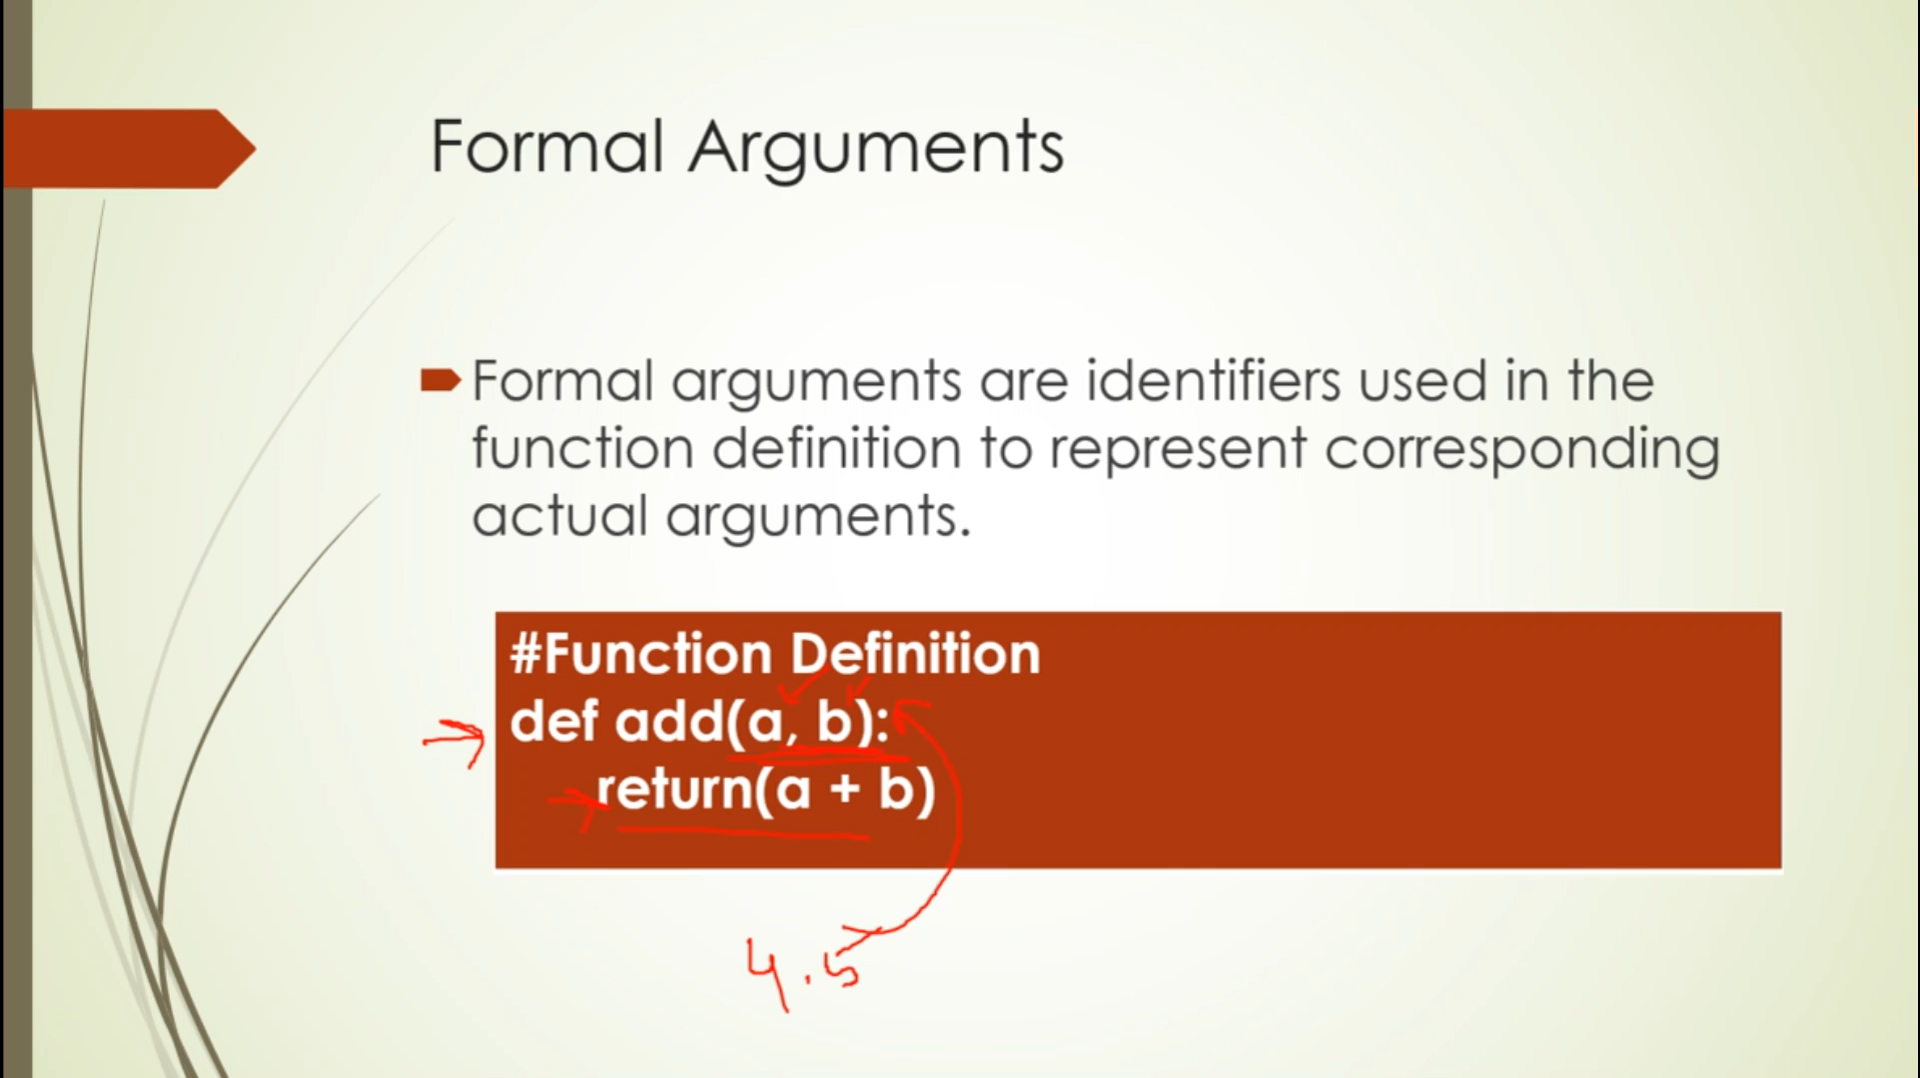 Formal Arguments
Formal arguments are identifiers used in the
function definition to represent corresponding
actual arguments.
#Function Definition
def add(a, b):
return(a + b)
4.5